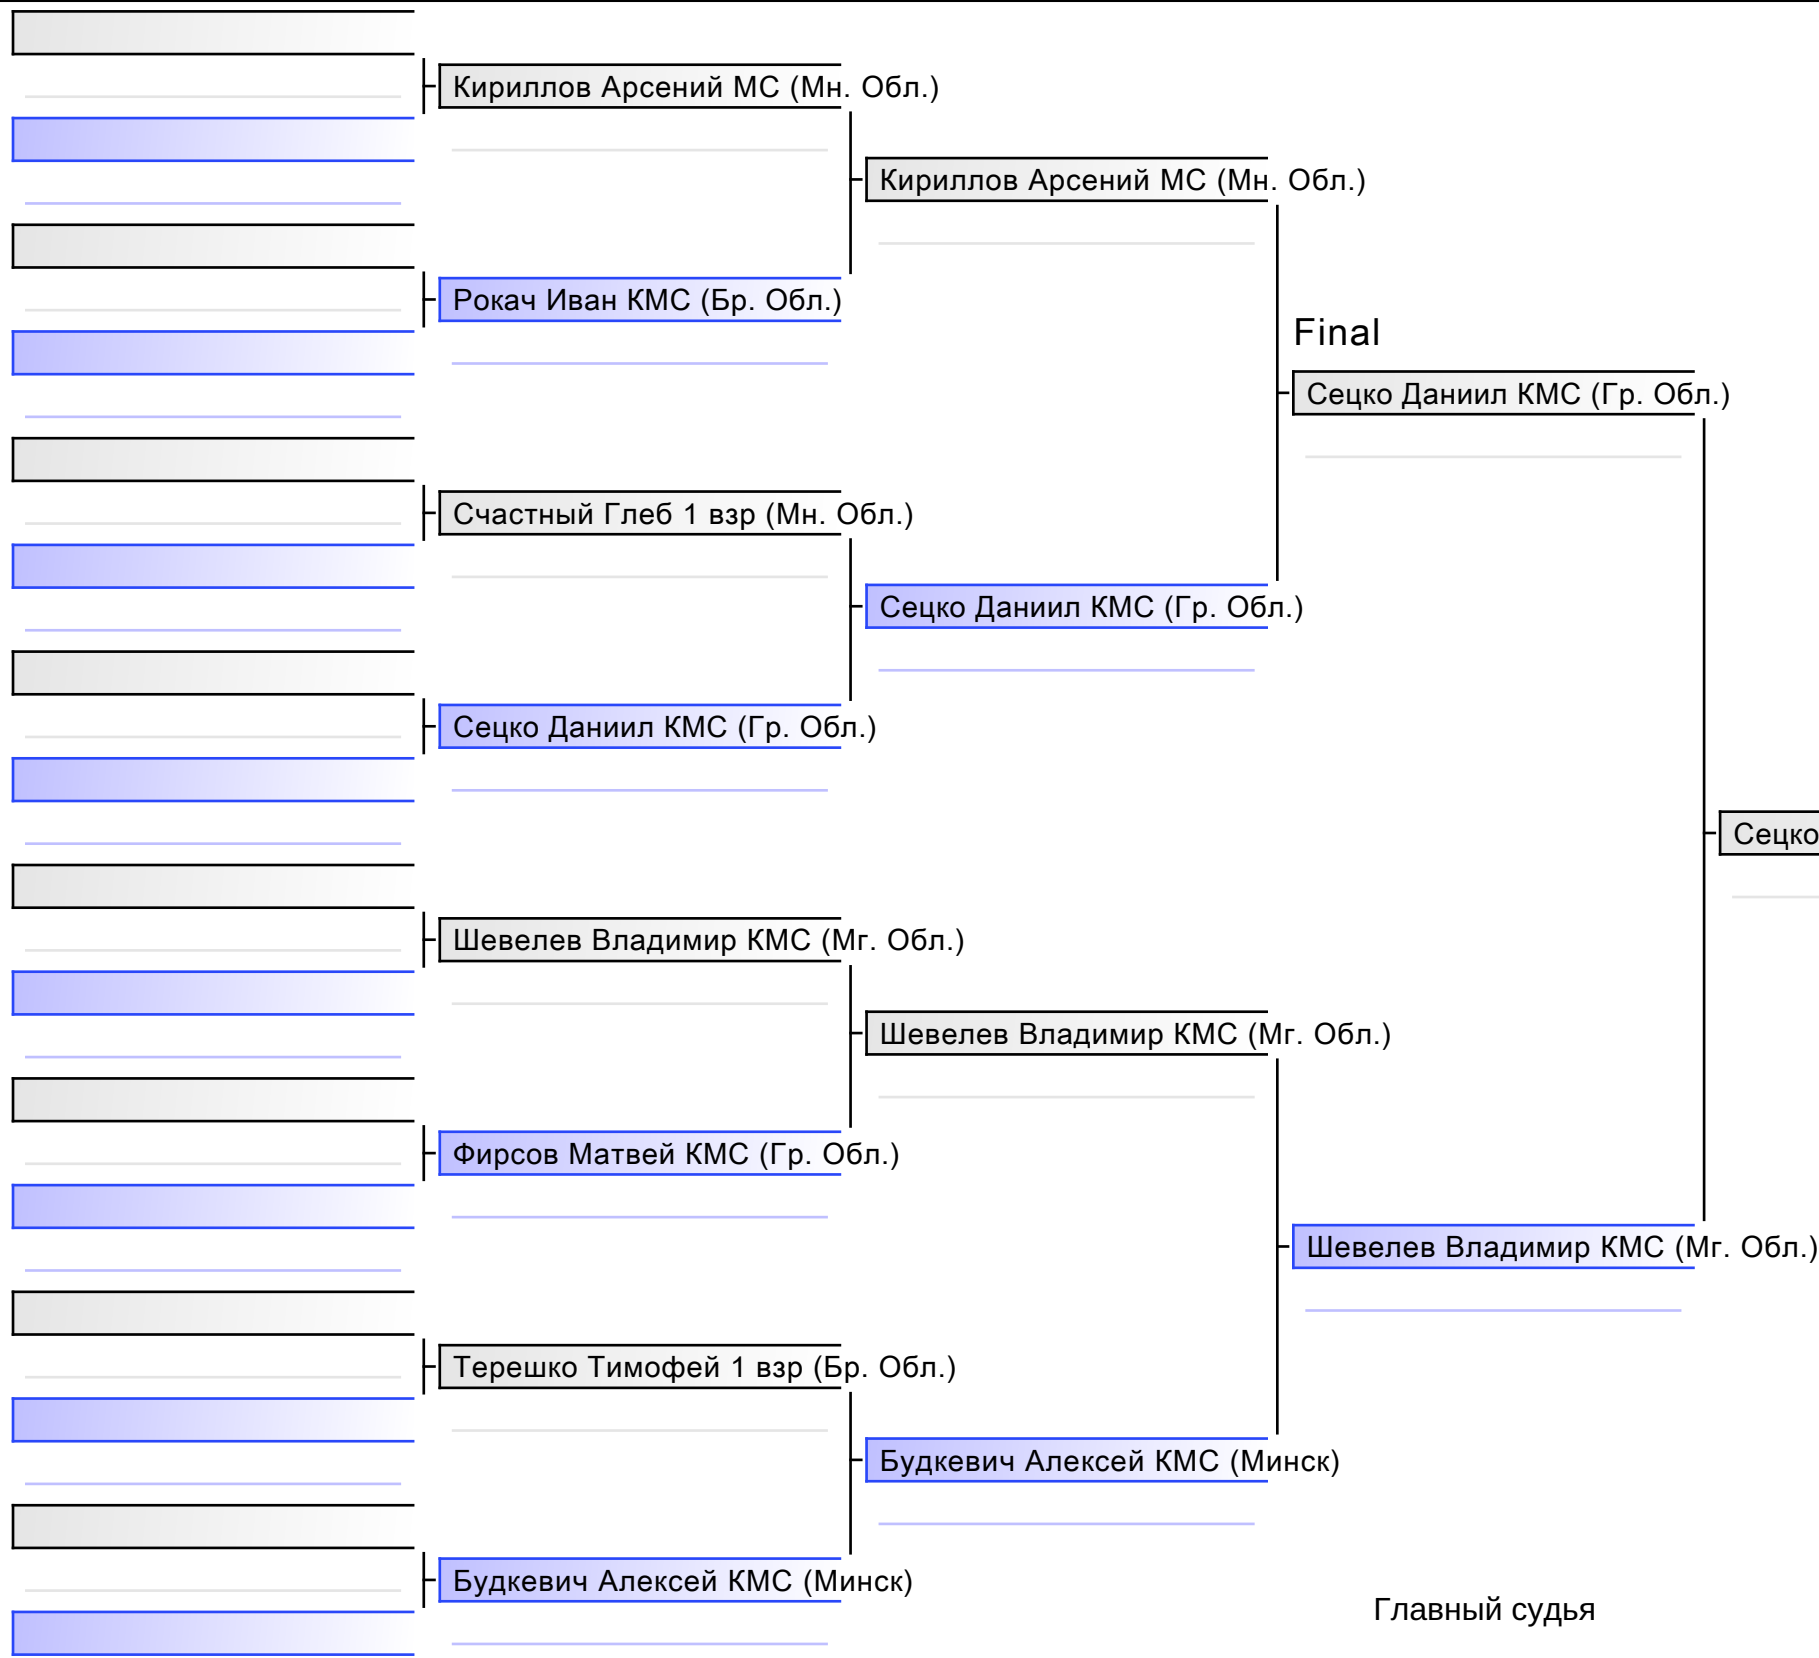 Кириллов Арсений МС (Мн. Обл.)
Кириллов Арсений МС (Мн. Обл.)
Рокач Иван КМС (Бр. Обл.)
Final
Сецко Даниил КМС (Гр. Обл.)
Счастный Глеб 1 взр (Мн. Обл.)
Сецко Даниил КМС (Гр. Обл.)
Сецко Даниил КМС (Гр. Обл.)
Сецко
Шевелев Владимир КМС (Мг. Обл.)
Шевелев Владимир КМС (Мг. Обл.)
Фирсов Матвей КМС (Гр. Обл.)
Шевелев Владимир КМС (Мг. Обл.)
Терешко Тимофей 1 взр (Бр. Обл.)
Будкевич Алексей КМС (Минск)
Будкевич Алексей КМС (Минск)
Главный судья